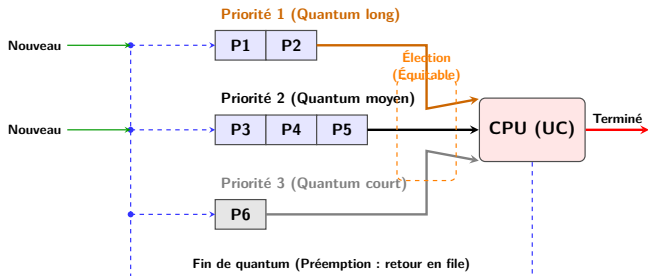 Priorité 1 (Quantum long)
Nouveau
P1 P2
Élection
(Équitable)
Priorité 2 (Quantum moyen)
Nouveau
P3 P4 P5
CPU (UC)
Terminé
Priorité 3 (Quantum court)
P6
Fin de quantum (Préemption : retour en file)